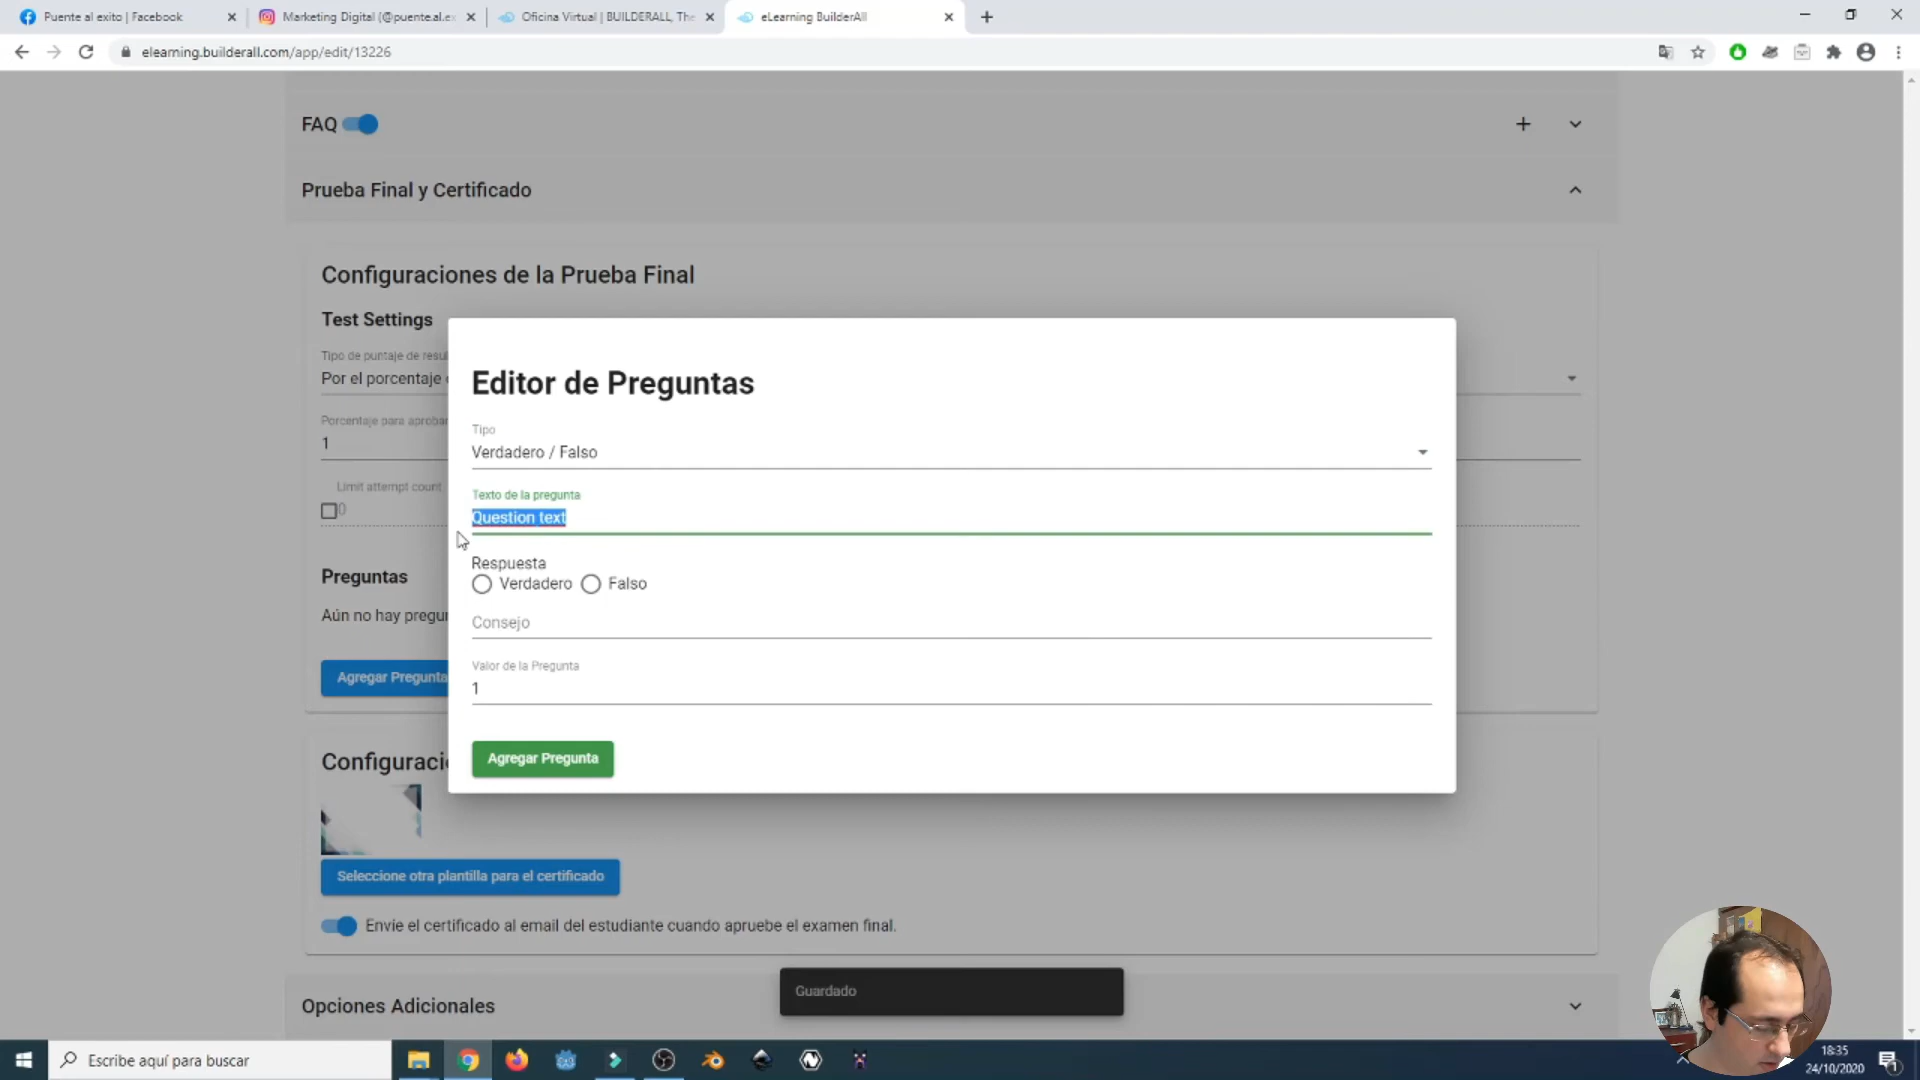 Puente al exito | Facebook
Marketing Digital (@puente.al.ex
Oficina Virtual | BUILDERALL, The
eLearning BuilderAll
elearning.builderall.com/app/edit/13226
FAQ
Prueba Final y Certificado
Configuraciones de la Prueba Final
Test Settings
Tipo de puntaje de resul
Por el porcentaje
Porcentaje para aprobar
1
Limit attempt count
0
Preguntas
Aún no hay pregun
Agregar Pregunta
Editor de Preguntas
Tipo
Verdadero / Falso
Texto de la pregunta
Question text
Respuesta
Verdadero Falso
Consejo
Valor de la Pregunta
1
Agregar Pregunta
Configuraci
Seleccione otra plantilla para el certificado
Envíe el certificado al email del estudiante cuando apruebe el examen final.
Guardado
Opciones Adicionales
Escribe aquí para buscar
18:35
24/10/2020
1